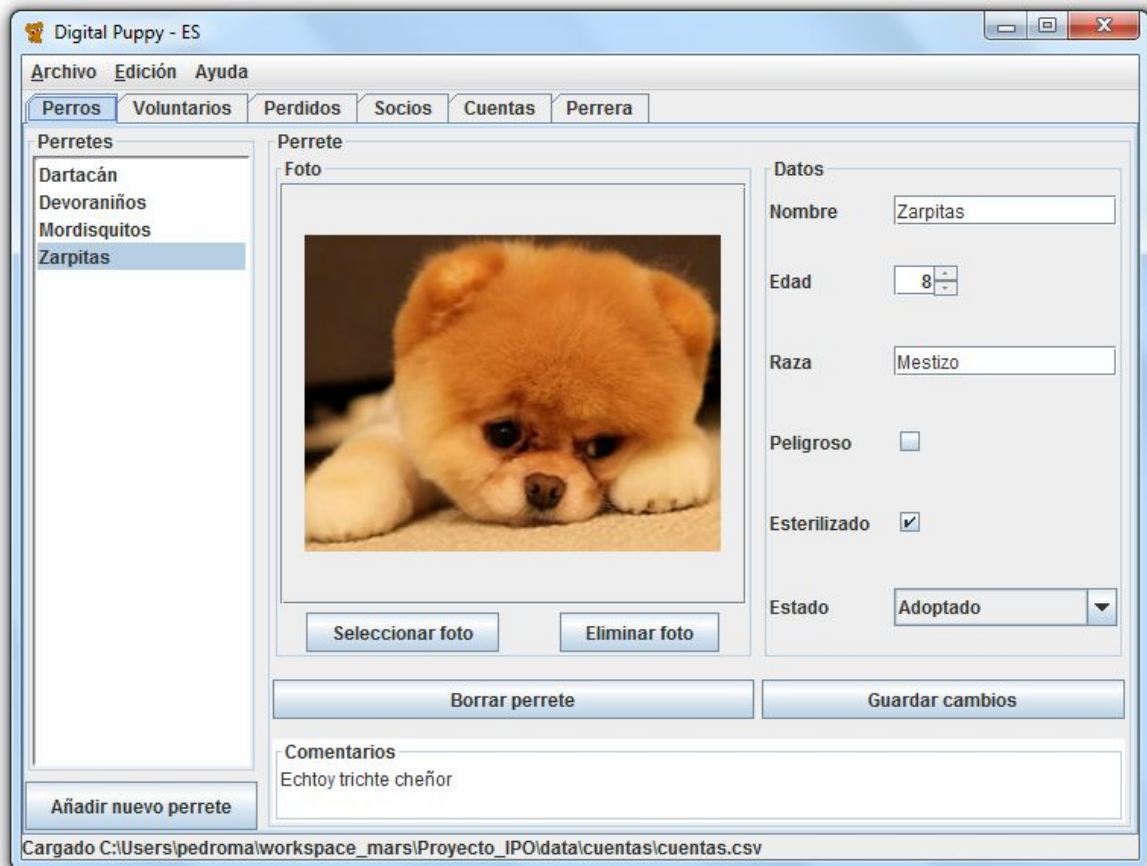 Digital Puppy - ES
Archivo Edición Ayuda
Perros Voluntarios Perdidos Socios Cuentas Perrera
Perretes
Dartacán
Devoraniños
Mordisquitos
Zarpitas
Añadir nuevo perrete
Perrete
Foto
Seleccionar foto Eliminar foto
Datos
Nombre Zarpitas
Edad 8
Raza Mestizo
Peligroso
Esterilizado
Estado Adoptado
Borrar perrete Guardar cambios
Comentarios
Echtoy trichte cheñor
Cargado C:\Users\pedroma\workspace_mars\Proyecto_IPO\data\cuentas\cuentas.csv